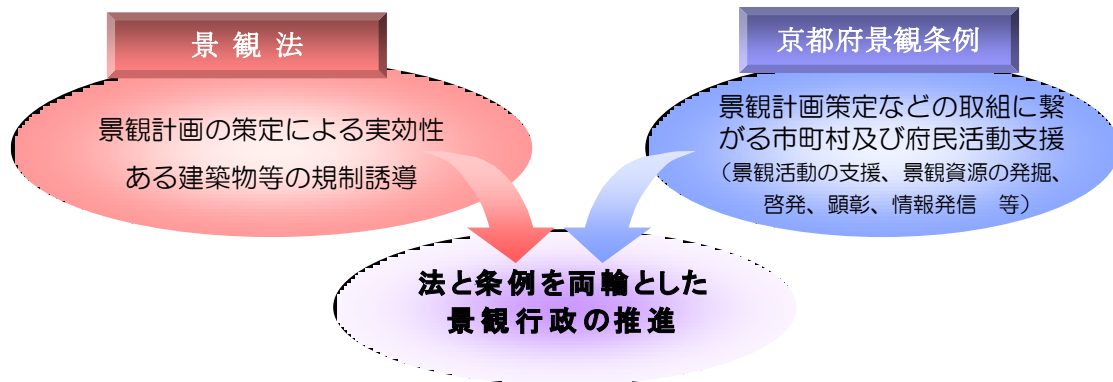 景観法
景観計画の策定による実効性
ある建築物等の規制誘導
京都府景観条例
景観計画策定などの取組に繋
がる市町村及び府民活動支援
（景観活動の支援、景観資源の発掘、
啓発、顕彰、情報発信　等）
法と条例を両輪とした
景観行政の推進